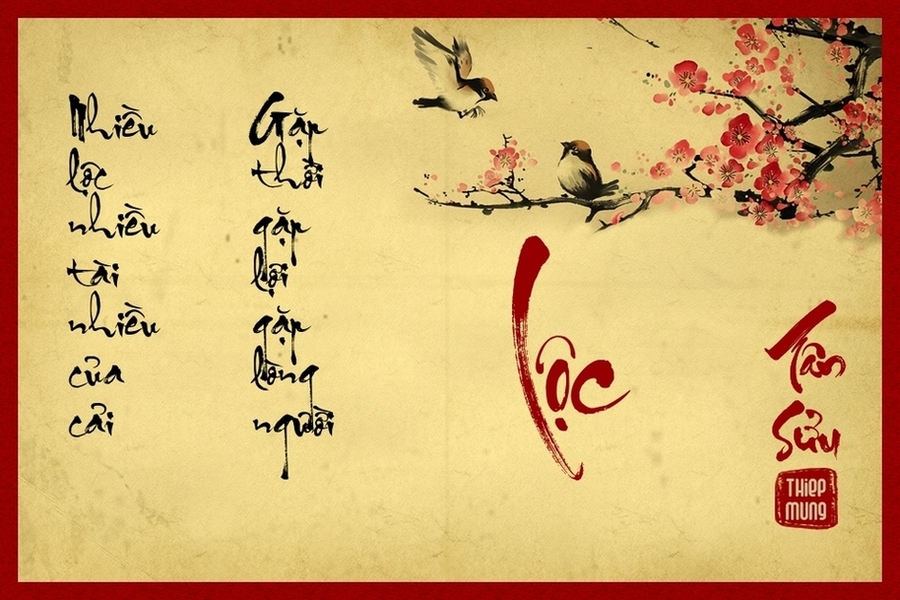 Nhiều
lộc
nhiều
tài
nhiều
của
cải
Gặp
thời
gặp
lợi
gặp
lòng
người
lộc
Tân
Sửu
THiEP
MUNG